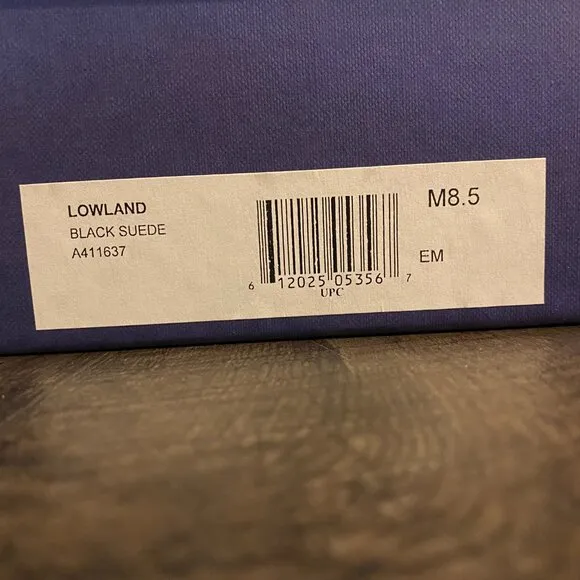 LOWLAND
BLACK SUEDE
A411637
6 12025 05356 7
UPC
M8.5
EM